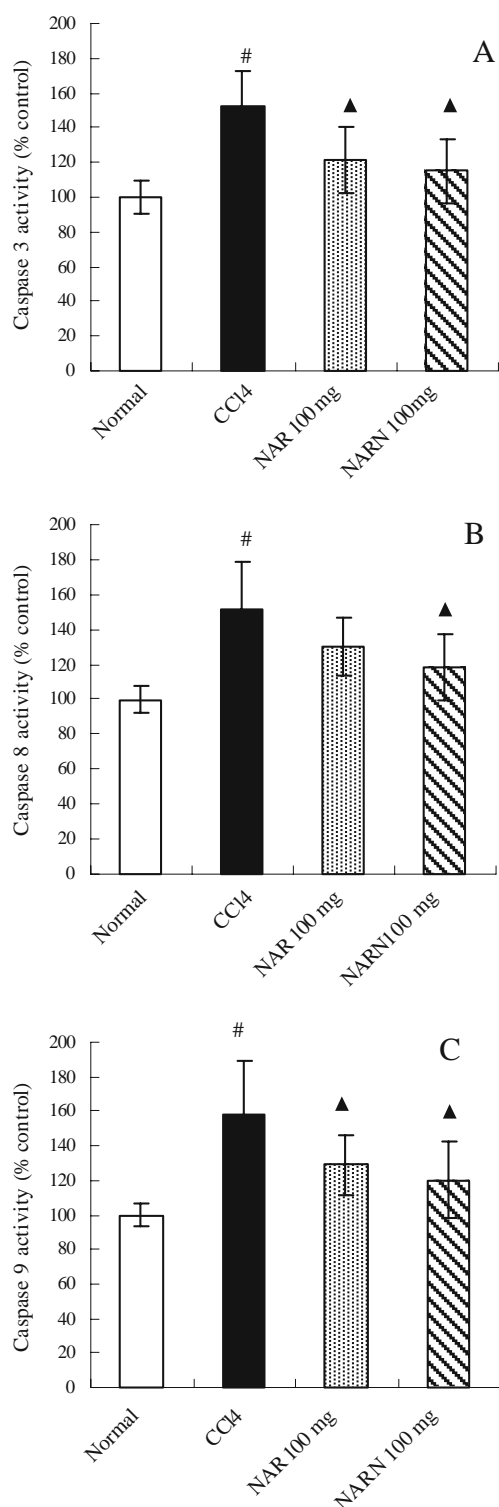 A
Caspase 3 activity (% control)
200
180
160
140
120
100
80
60
40
20
0
#
▲
▲
Normal
CCl4
NAR 100 mg
NARN 100mg
B
Caspase 8 activity (% control)
200
180
160
140
120
100
80
60
40
20
0
#
▲
Normal
CCl4
NAR 100 mg
NARN100 mg
C
Caspase 9 activity (% control)
200
180
160
140
120
100
80
60
40
20
0
#
▲
▲
Normal
CCl4
NAR 100 mg
NARN 100 mg